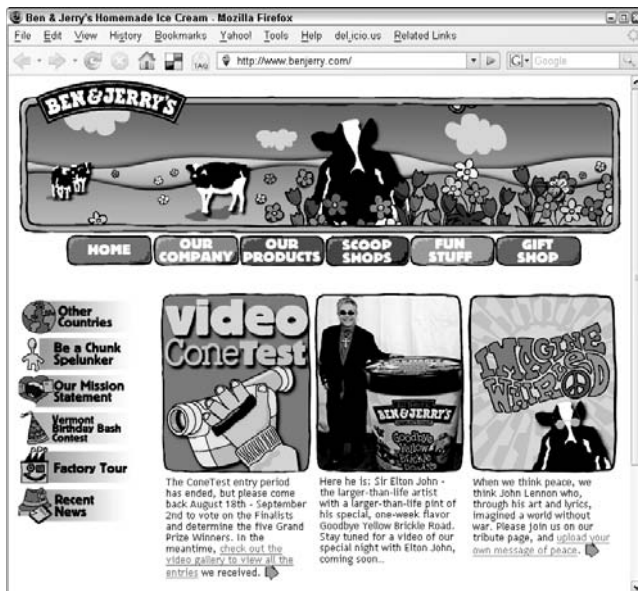 Ben & Jerry's Homemade Ice Cream - Mozilla Firefox
File Edit View History Bookmarks Yahoo! Tools Help del.icio.us Related Links
FAQ http://www.benjerry.com/ G Google
BEN & JERRY'S
HOME
OUR COMPANY
OUR PRODUCTS
SCOOP SHOPS
FUN STUFF
GIFT SHOP
Other
Countries
Be a Chunk
Spelunker
Our Mission
Statement
Vermont
Birthday Bash
Contest
Factory Tour
Recent
News
video
ConeTest
The ConeTest entry period
has ended, but please come
back August 18th - September
2nd to vote on the Finalists
and determine the five Grand
Prize Winners. In the
meantime, check out the
video gallery to view all the
entries we received.
BEN & JERRY'S
Goodbye
Yellow
Brickle
Road
Here he is: Sir Elton John -
the larger-than-life artist
with a larger-than-life pint of
his special, one-week flavor
Goodbye Yellow Brickle Road.
Stay tuned for a video of our
special night with Elton John,
coming soon...
IMAGINE
WHIRLED
When we think peace, we
think John Lennon who,
through his art and lyrics,
imagined a world without
war. Please join us on our
tribute page, and upload
your own message of peace.